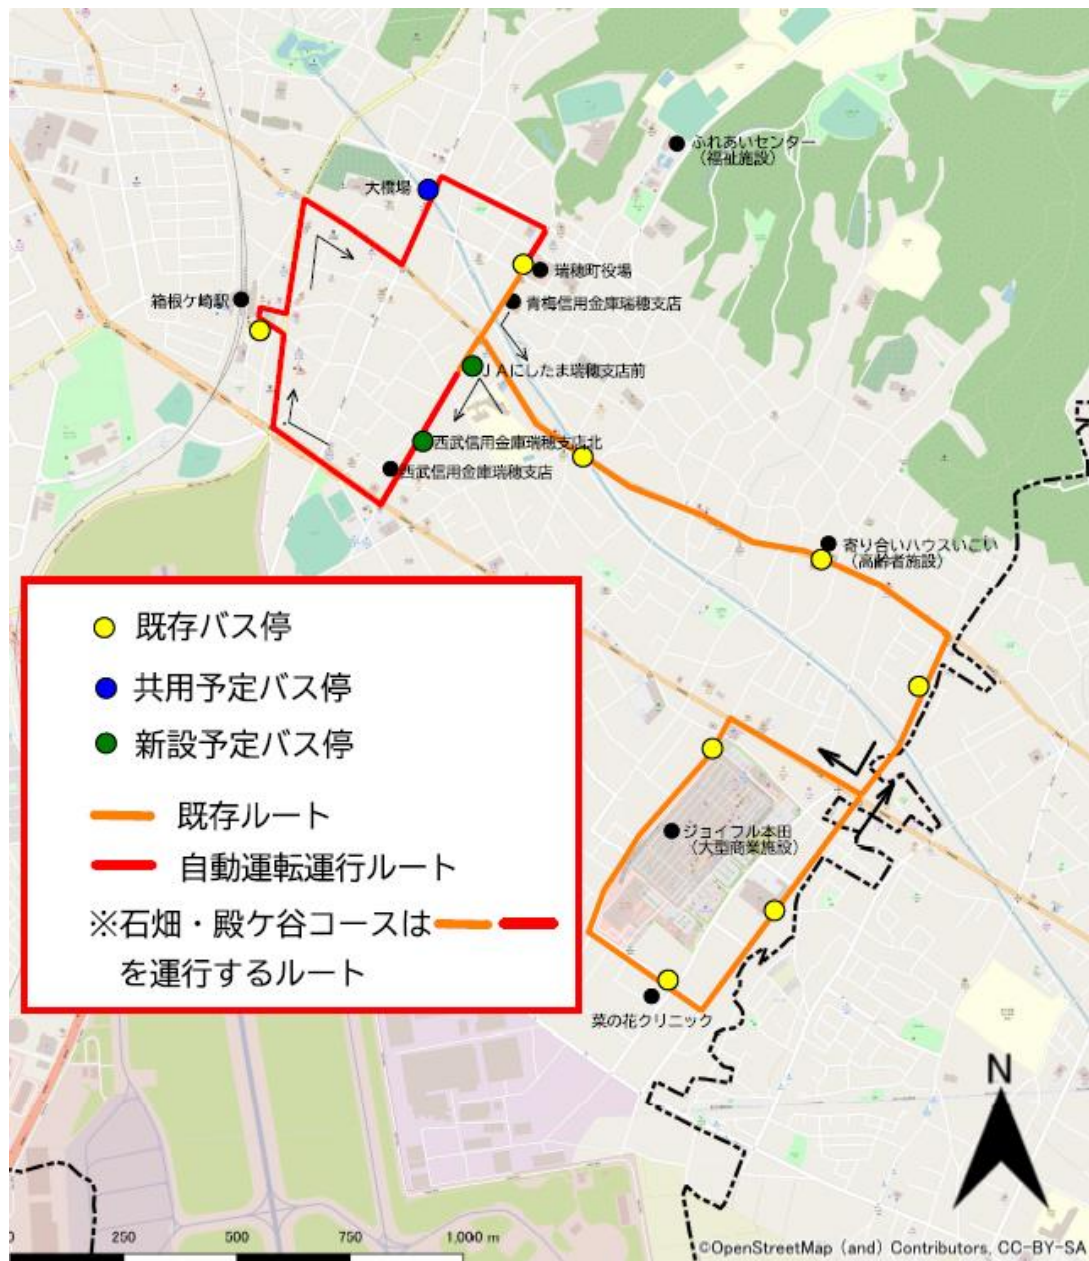 ふれあいセンター
（福祉施設）
大橋場
瑞穂町役場
箱根ケ崎駅
青梅信用金庫瑞穂支店
ＪＡにしたま瑞穂支店前
西武信用金庫瑞穂支店北
西武信用金庫瑞穂支店
寄り合いハウスいこい
（高齢者施設）
既存バス停
共用予定バス停
新設予定バス停
既存ルート
自動運転運行ルート
※石畑・殿ケ谷コースは
を運行するルート
ジョイフル本田
（大型商業施設）
菜の花クリニック
N
0 250 500 750 1,000 m
©OpenStreetMap (and) Contributors, CC-BY-SA